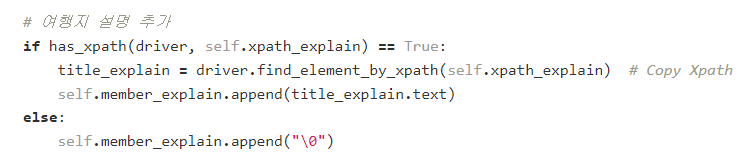 # 여행지 설명 추가
if has_xpath(driver, self.xpath_explain) == True:
    title_explain = driver.find_element_by_xpath(self.xpath_explain)  # Copy Xpath
    self.member_explain.append(title_explain.text)
else:
    self.member_explain.append("\0")